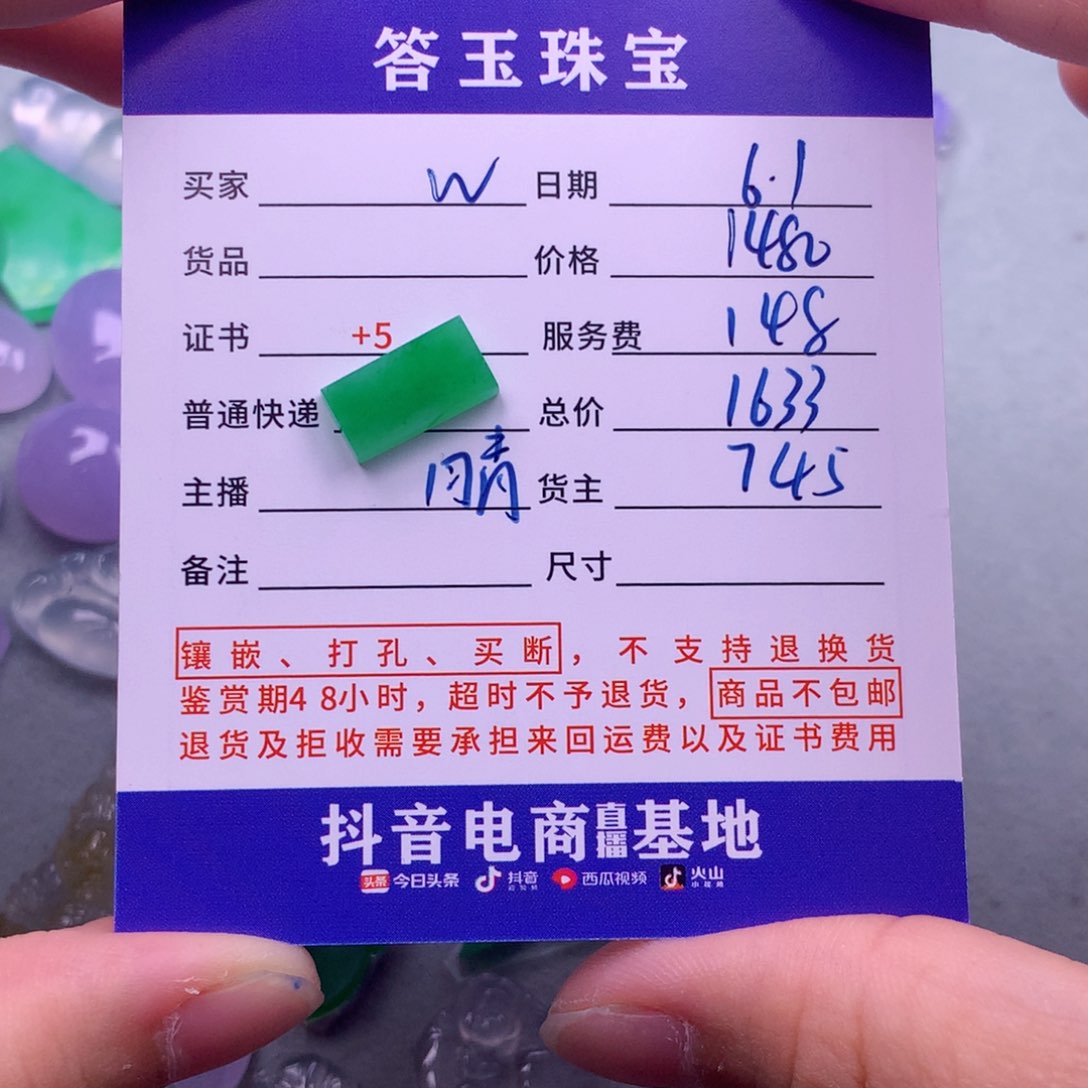 答玉珠宝
买家 W 日期 6.1
货品 价格 1480
证书 +5 服务费 148
普通快递 总价 1633
主播 月青 货主 745
备注 尺寸
镶嵌、打孔、买断，不支持退换货
鉴赏期48小时，超时不予退货，商品不包邮
退货及拒收需要承担来回运费以及证书费用
抖音电商直播基地
头条 今日头条 抖音 西瓜视频 火山